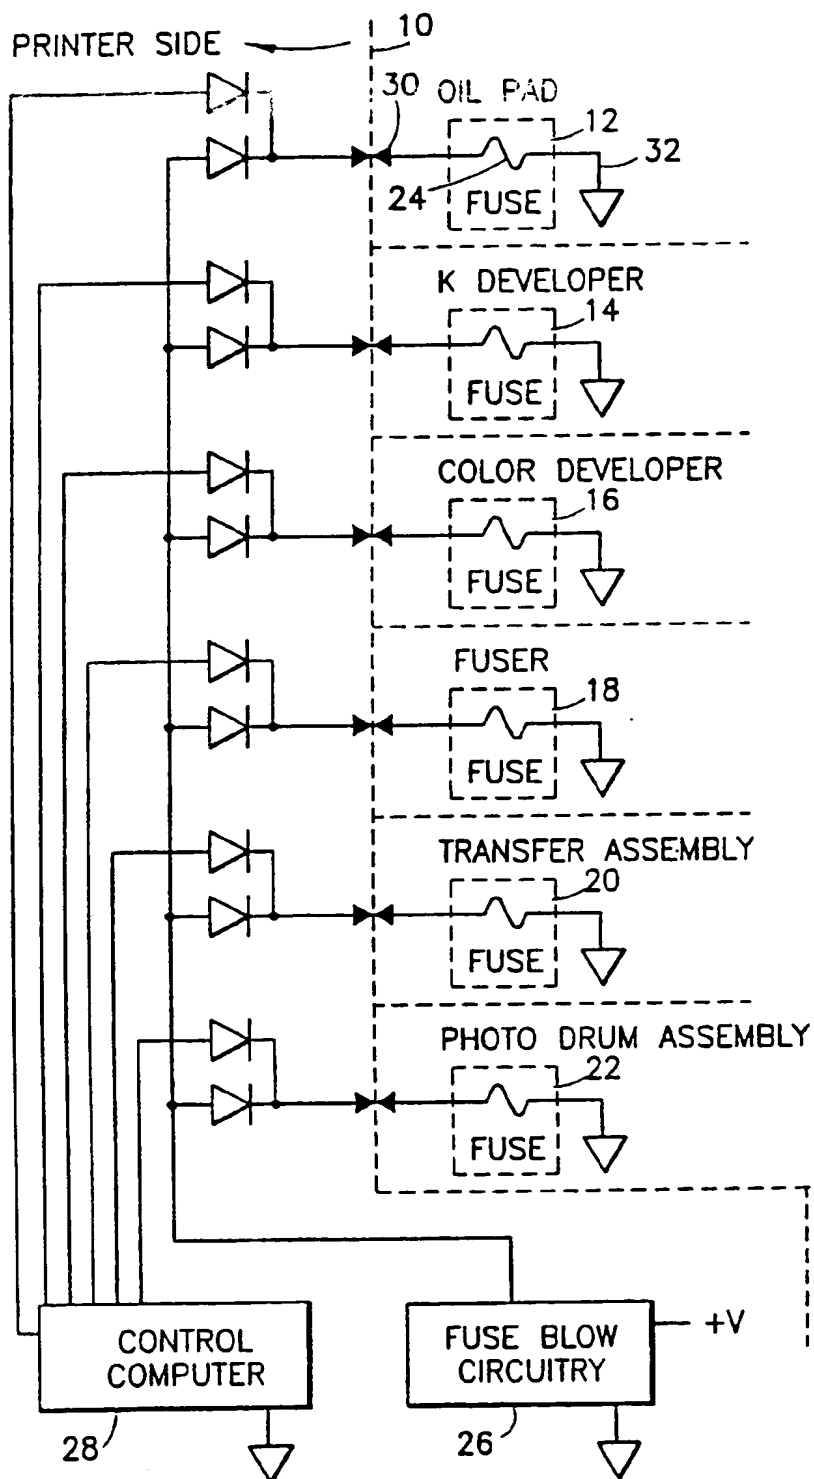 PRINTER SIDE
10
30
OIL PAD
12
32
24
FUSE
K DEVELOPER
14
FUSE
COLOR DEVELOPER
16
FUSE
FUSER
18
FUSE
TRANSFER ASSEMBLY
20
FUSE
PHOTO DRUM ASSEMBLY
22
FUSE
CONTROL
COMPUTER
28
FUSE BLOW
CIRCUITRY
+V
26